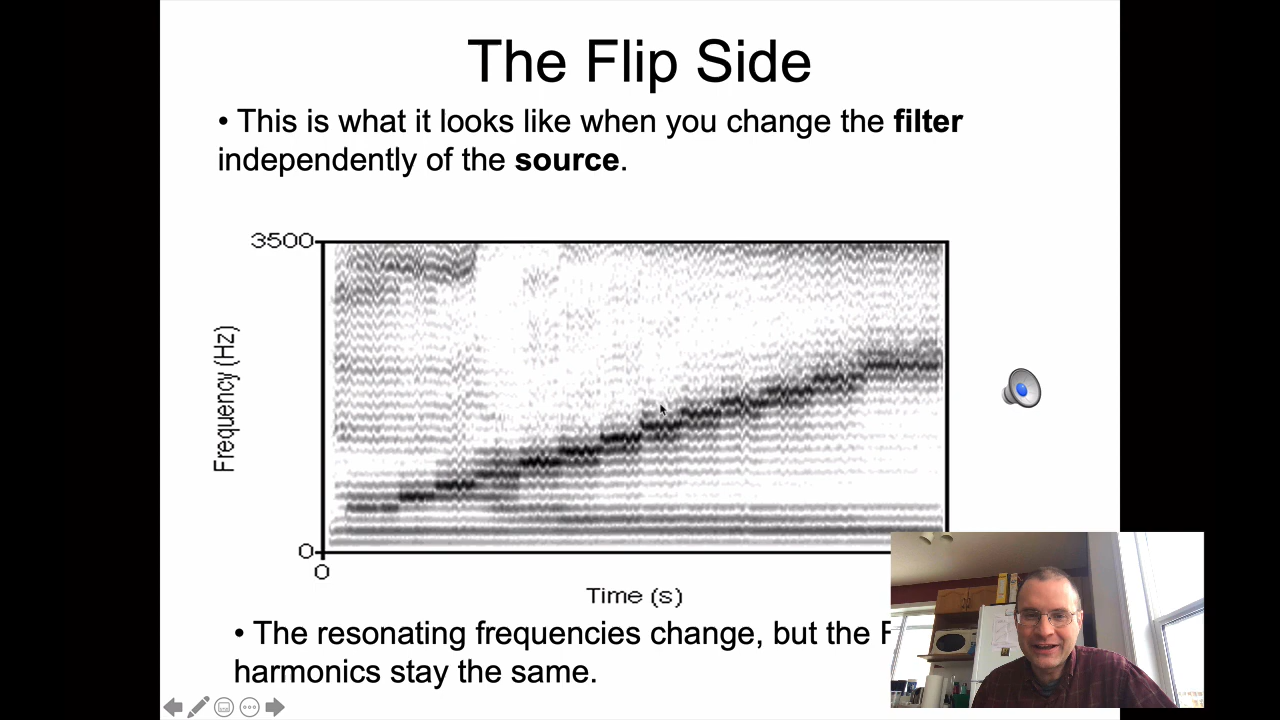 The Flip Side
• This is what it looks like when you change the filter
independently of the source.
3500
Frequency (Hz)
0
0
Time (s)
• The resonating frequencies change, but the
harmonics stay the same.